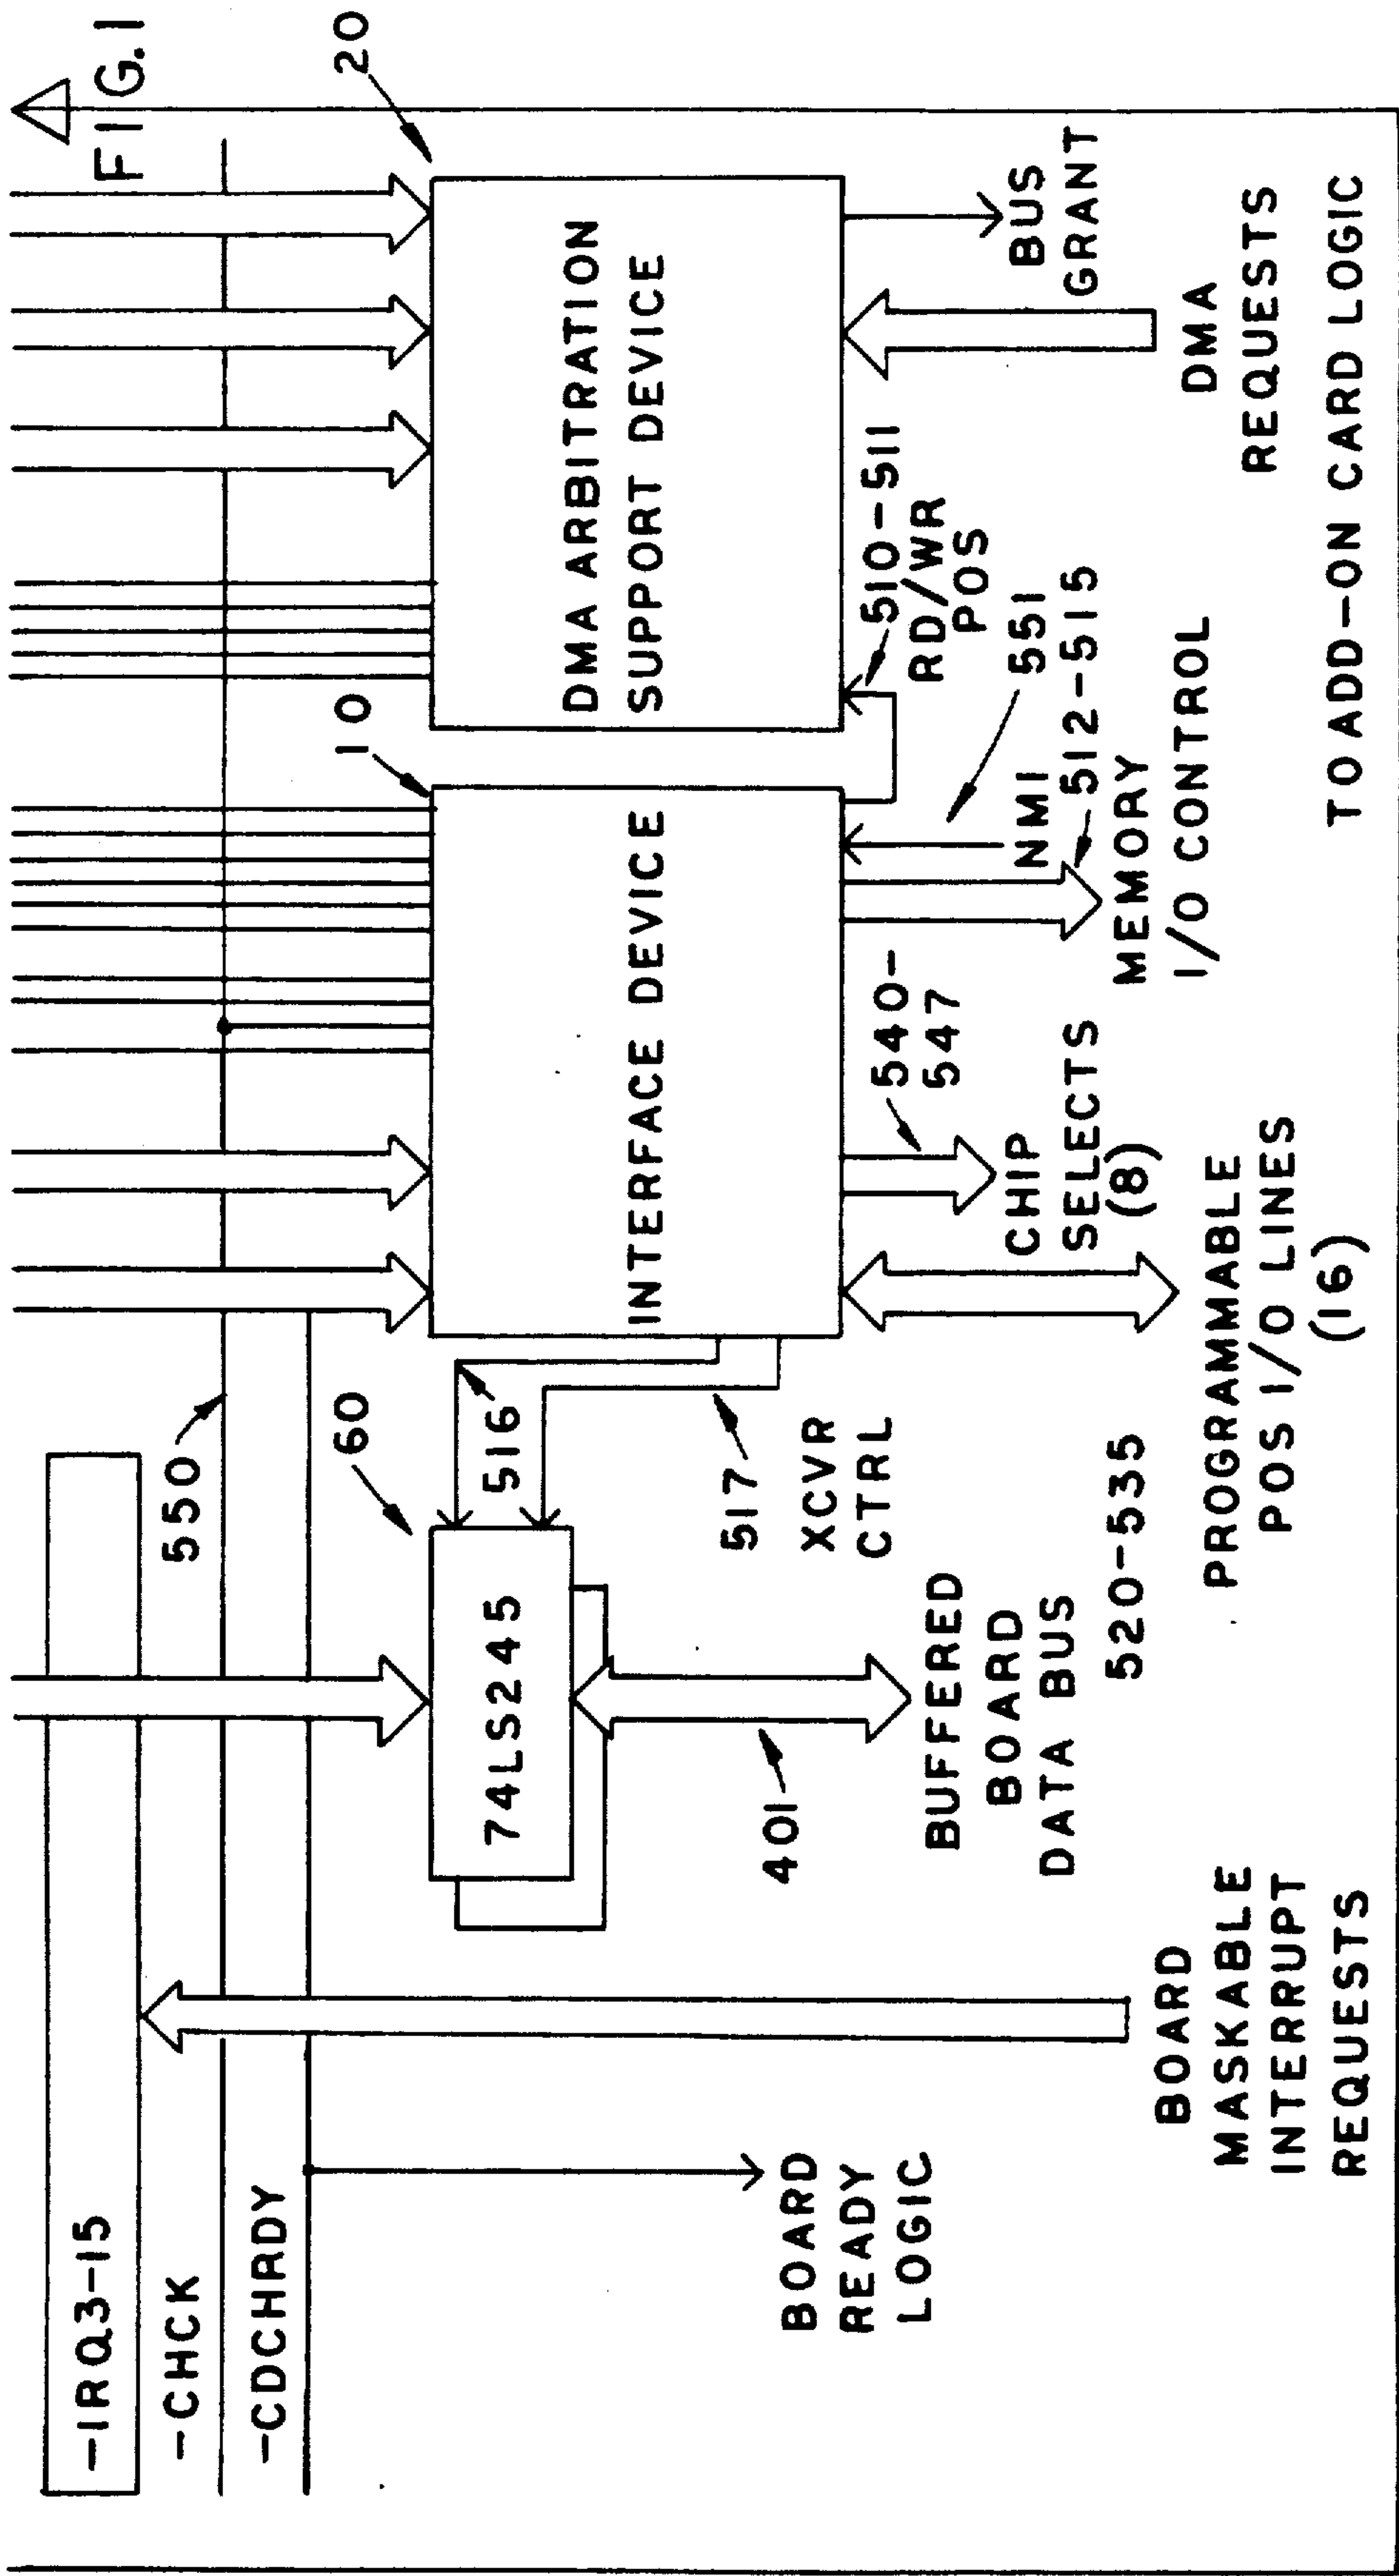 FIG.1
-IRQ3-15
-CHCK
550
-CDCHRDY
60
10
20
74LS245
516
INTERFACE DEVICE
DMA ARBITRATION
SUPPORT DEVICE
401
517
XCVR
CTRL
540-
547
510-511
RD/WR
POS
551
NMI
512-515
BOARD
READY
LOGIC
BUFFERED
BOARD
DATA BUS
CHIP
SELECTS
(8)
MEMORY
I/O CONTROL
BUS
GRANT
520-535
BOARD
MASKABLE
INTERRUPT
REQUESTS
PROGRAMMABLE
POS I/O LINES
(16)
DMA
REQUESTS
TO ADD-ON CARD LOGIC